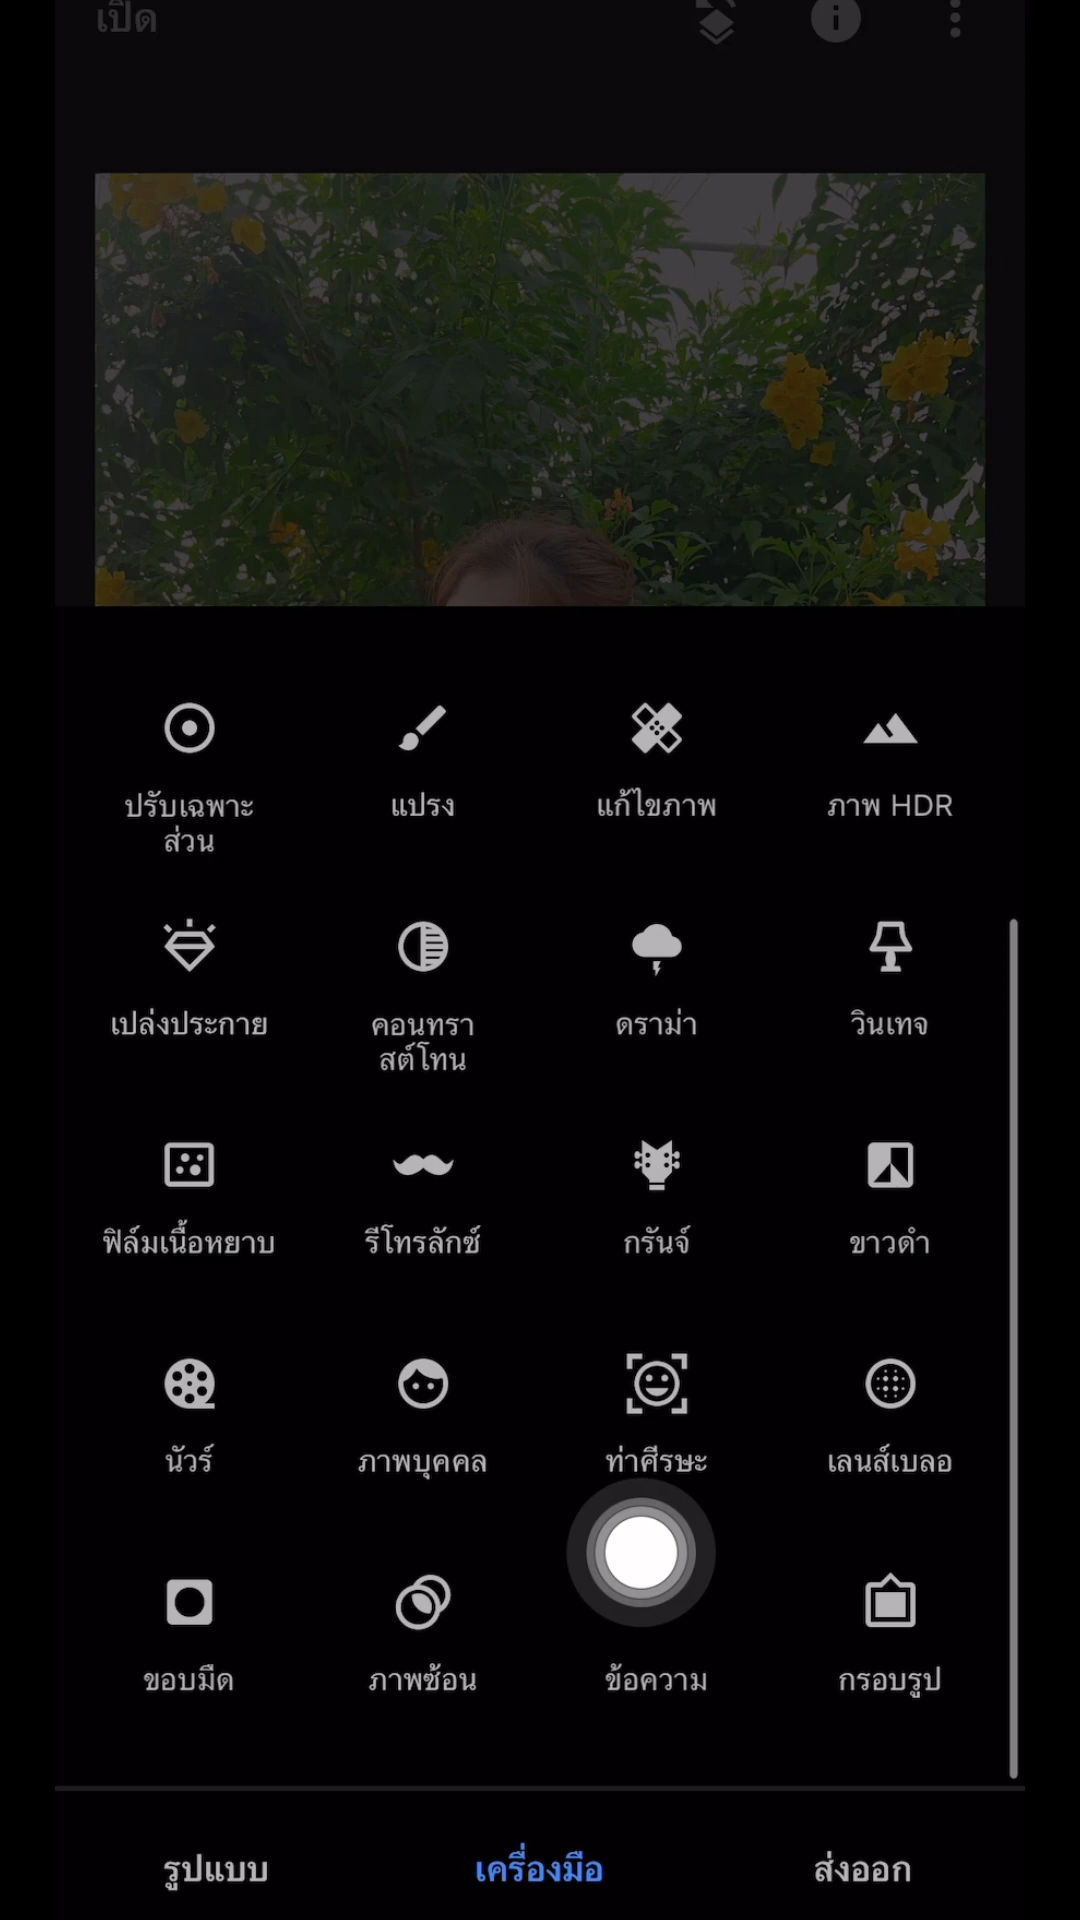 เปิด
ปรับเฉพาะ
ส่วน
แปรง
แก้ไขภาพ
ภาพ HDR
เปล่งประกาย
คอนทรา
สต์โทน
ดราม่า
วินเทจ
ฟิล์มเนื้อหยาบ
รีโทรลักซ์
กรันจ์
ขาวดำ
นัวร์
ภาพบุคคล
ท่าศีรษะ
เลนส์เบลอ
ขอบมืด
ภาพซ้อน
ข้อความ
กรอบรูป
รูปแบบ
เครื่องมือ
ส่งออก